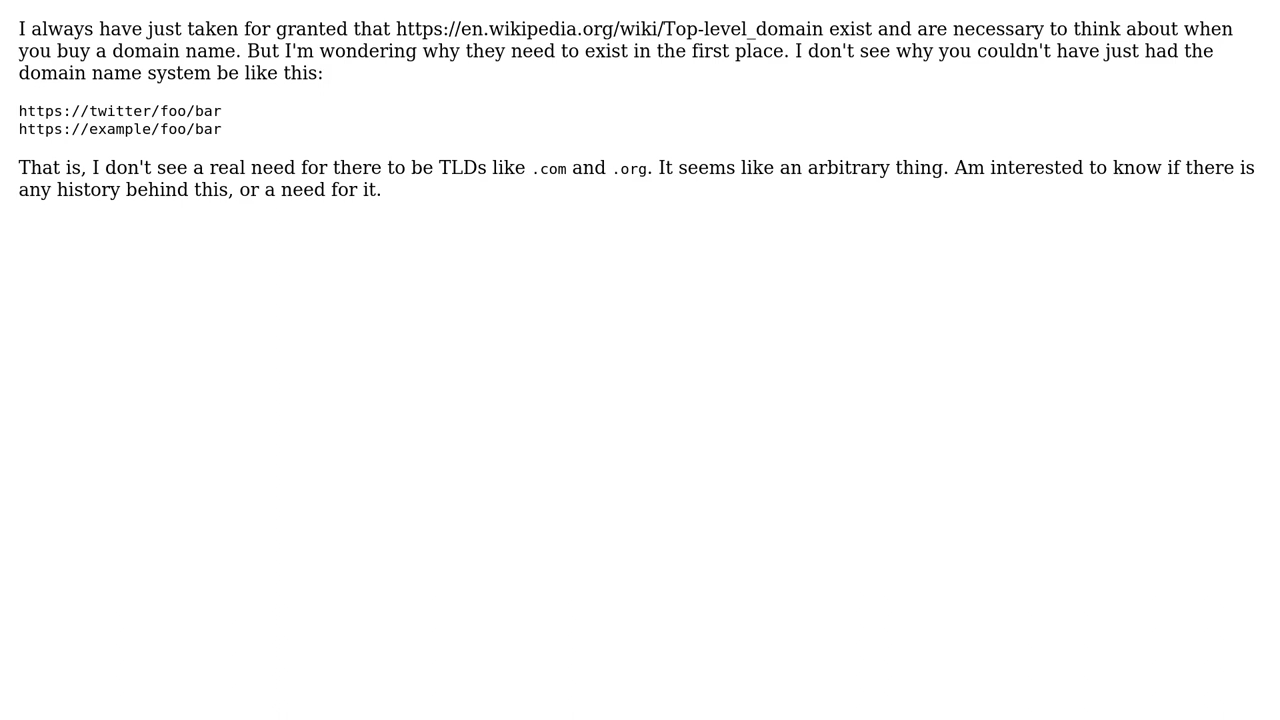 I always have just taken for granted that https://en.wikipedia.org/wiki/Top-level_domain exist and are necessary to think about when
you buy a domain name. But I'm wondering why they need to exist in the first place. I don't see why you couldn't have just had the
domain name system be like this:
https://twitter/foo/bar
https://example/foo/bar
That is, I don't see a real need for there to be TLDs like .com and .org. It seems like an arbitrary thing. Am interested to know if there is
any history behind this, or a need for it.